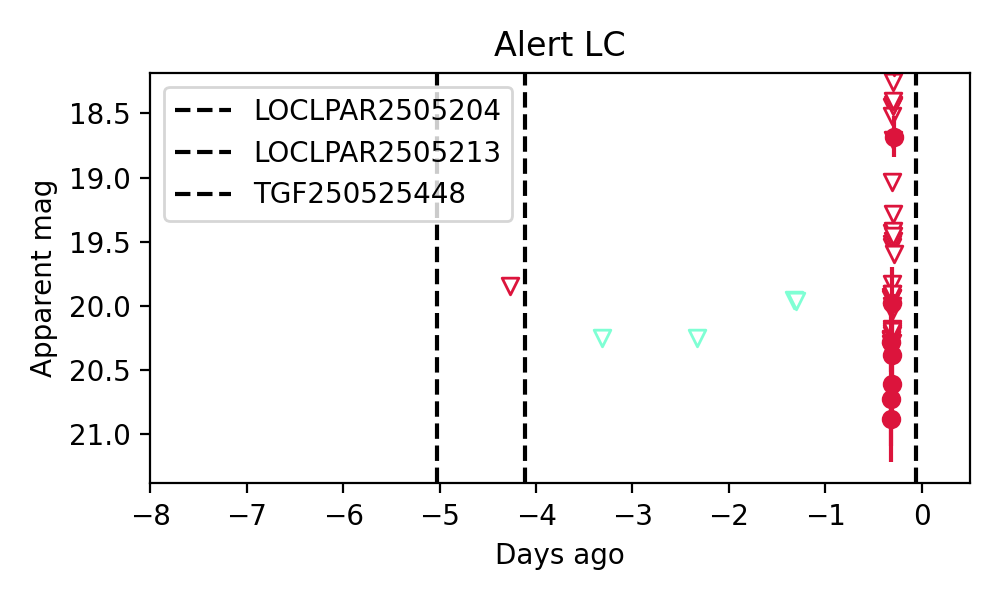 Alert LC
LOCLPAR2505204
LOCLPAR2505213
TGF250525448
18.5
19.0
19.5
20.0
20.5
21.0
Apparent mag
−8 −7 −6 −5 −4 −3 −2 −1 0
Days ago